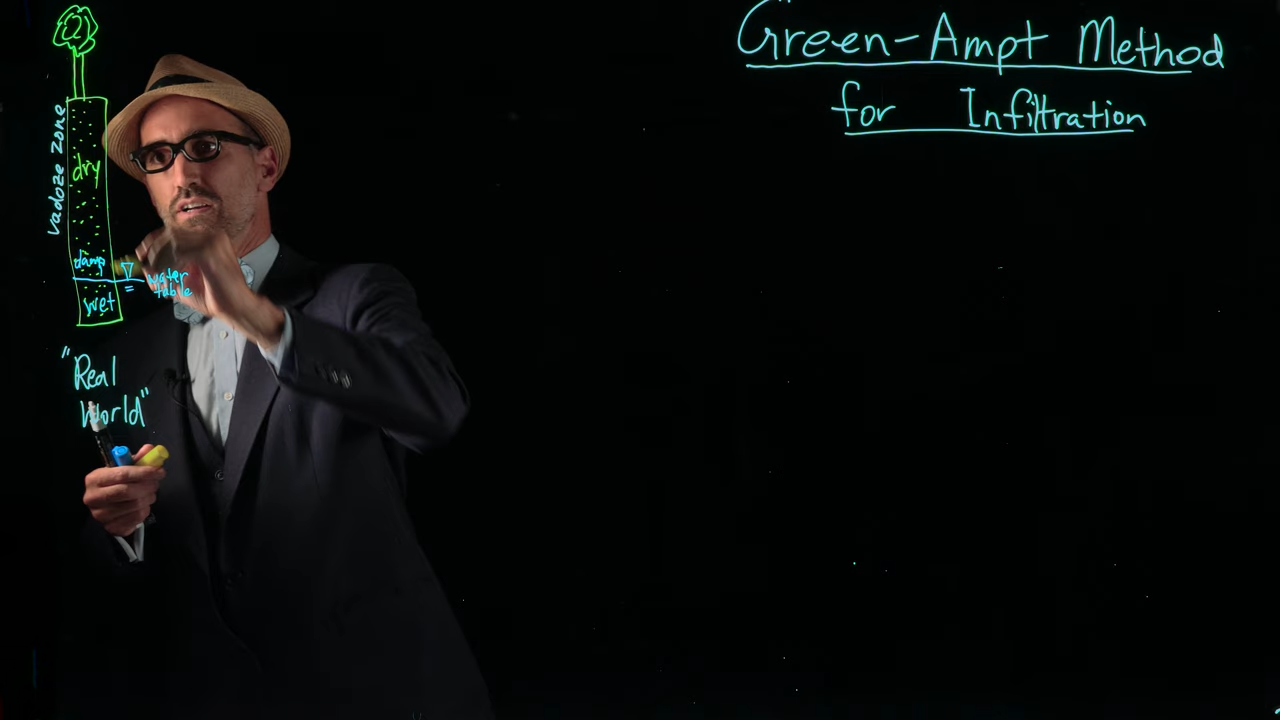 Green-Ampt Method
for Infiltration
vadoze zone
dry
damp
water
table
wet
"Real
World"